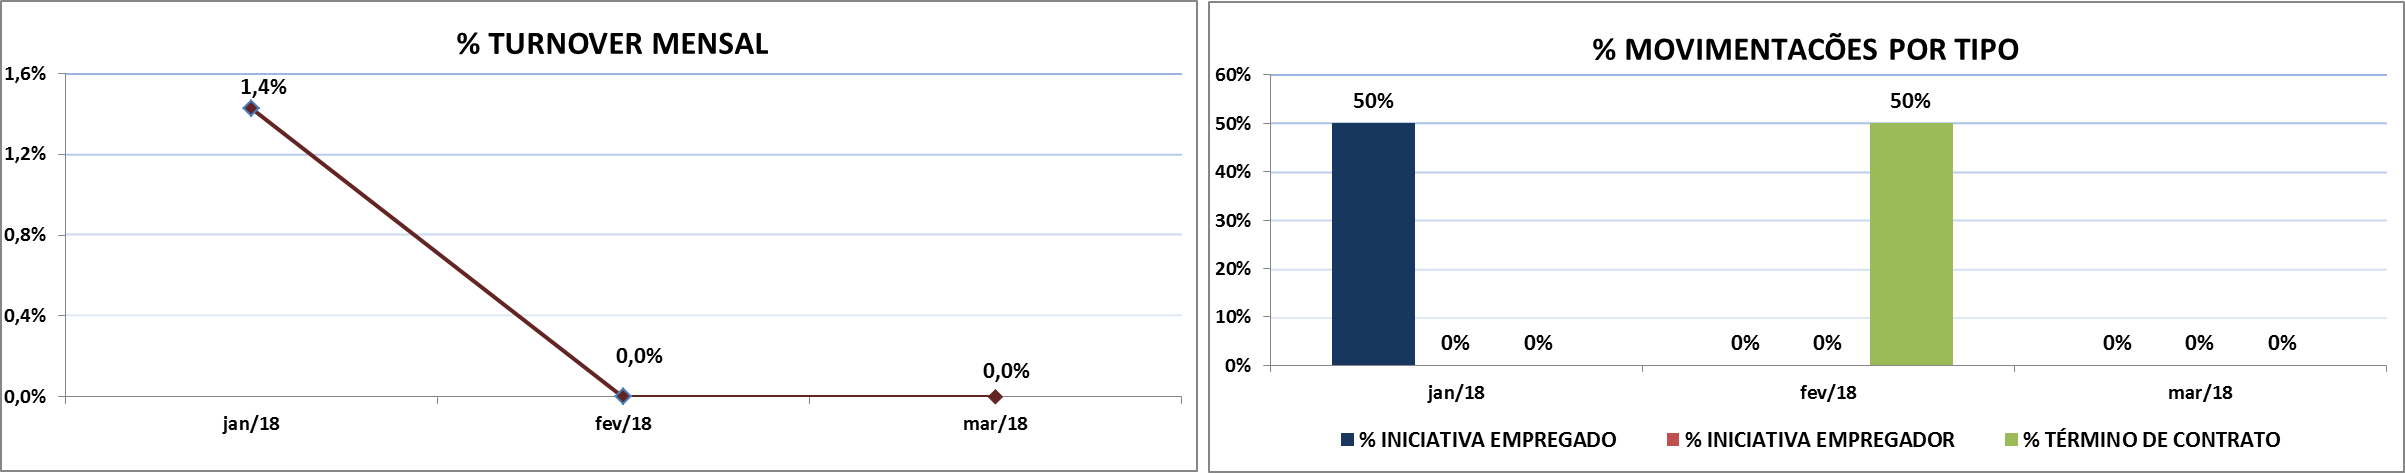 % TURNOVER MENSAL
1,6%
1,2%
0,8%
0,4%
0,0%
1,4%
0,0%
0,0%
jan/18
fev/18
mar/18
% MOVIMENTACÕES POR TIPO
60%
50%
40%
30%
20%
10%
0%
50%
0%
0%
0%
0%
50%
0%
0%
0%
jan/18
fev/18
mar/18
% INICIATIVA EMPREGADO
% INICIATIVA EMPREGADOR
% TÉRMINO DE CONTRATO